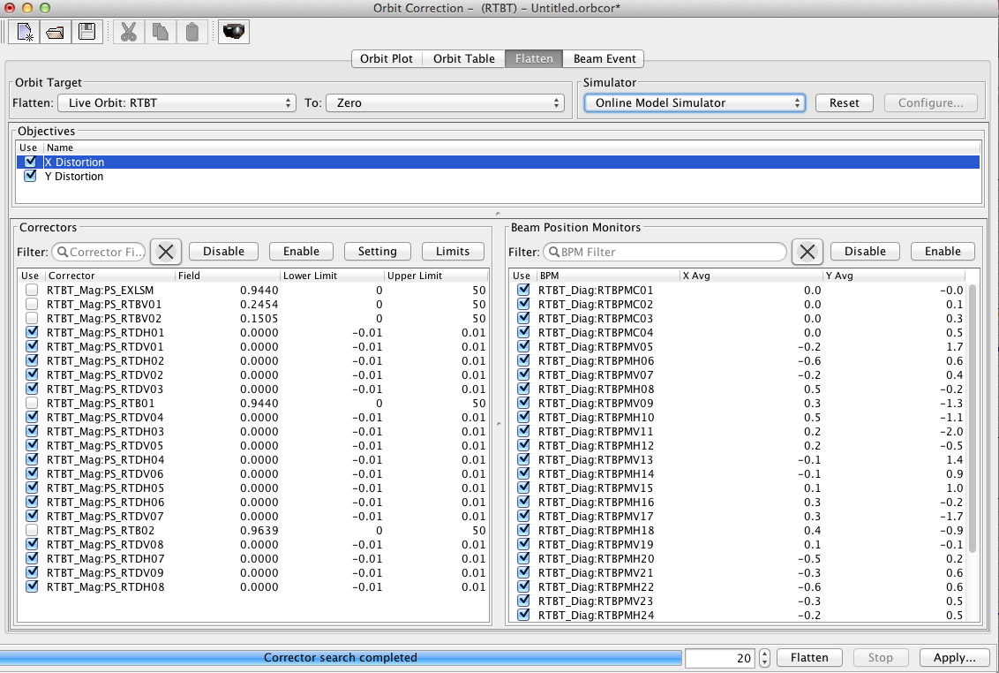 Orbit Correction – (RTBT) – Untitled.orbcor*
Orbit Plot Orbit Table Flatten Beam Event
Orbit Target
Flatten: Live Orbit: RTBT To: Zero
Simulator
Online Model Simulator Reset Configure...
Objectives
Use Name
X Distortion
Y Distortion
Correctors
Filter: Corrector Fi... Disable Enable Setting Limits
Use Corrector Field Lower Limit Upper Limit
RTBT_Mag:PS_EXLSM 0.9440 0 50
RTBT_Mag:PS_RTBV01 0.2454 0 50
RTBT_Mag:PS_RTBV02 0.1505 0 50
RTBT_Mag:PS_RTDH01 0.0000 -0.01 0.01
RTBT_Mag:PS_RTDV01 0.0000 -0.01 0.01
RTBT_Mag:PS_RTDH02 0.0000 -0.01 0.01
RTBT_Mag:PS_RTDV02 0.0000 -0.01 0.01
RTBT_Mag:PS_RTDV03 0.0000 -0.01 0.01
RTBT_Mag:PS_RTB01 0.9440 0 50
RTBT_Mag:PS_RTDV04 0.0000 -0.01 0.01
RTBT_Mag:PS_RTDH03 0.0000 -0.01 0.01
RTBT_Mag:PS_RTDV05 0.0000 -0.01 0.01
RTBT_Mag:PS_RTDH04 0.0000 -0.01 0.01
RTBT_Mag:PS_RTDV06 0.0000 -0.01 0.01
RTBT_Mag:PS_RTDH05 0.0000 -0.01 0.01
RTBT_Mag:PS_RTDH06 0.0000 -0.01 0.01
RTBT_Mag:PS_RTDV07 0.0000 -0.01 0.01
RTBT_Mag:PS_RTB02 0.9639 0 50
RTBT_Mag:PS_RTDV08 0.0000 -0.01 0.01
RTBT_Mag:PS_RTDH07 0.0000 -0.01 0.01
RTBT_Mag:PS_RTDV09 0.0000 -0.01 0.01
RTBT_Mag:PS_RTDH08 0.0000 -0.01 0.01
Beam Position Monitors
Filter: BPM Filter Disable Enable
Use BPM X Avg Y Avg
RTBT_Diag:RTBPMC01 0.0 -0.0
RTBT_Diag:RTBPMC02 0.0 0.1
RTBT_Diag:RTBPMC03 0.0 0.3
RTBT_Diag:RTBPMC04 0.0 0.5
RTBT_Diag:RTBPMV05 -0.2 1.7
RTBT_Diag:RTBPMH06 -0.6 0.6
RTBT_Diag:RTBPMV07 -0.2 0.4
RTBT_Diag:RTBPMH08 0.5 -0.2
RTBT_Diag:RTBPMV09 0.3 -1.3
RTBT_Diag:RTBPMH10 0.5 -1.1
RTBT_Diag:RTBPMV11 0.2 -2.0
RTBT_Diag:RTBPMH12 0.2 -0.5
RTBT_Diag:RTBPMV13 -0.1 1.4
RTBT_Diag:RTBPMH14 -0.1 0.9
RTBT_Diag:RTBPMV15 0.1 1.0
RTBT_Diag:RTBPMH16 0.3 -0.2
RTBT_Diag:RTBPMV17 0.3 -1.7
RTBT_Diag:RTBPMH18 0.4 -0.9
RTBT_Diag:RTBPMV19 0.1 -0.1
RTBT_Diag:RTBPMH20 -0.5 0.2
RTBT_Diag:RTBPMV21 -0.3 0.6
RTBT_Diag:RTBPMH22 -0.6 0.6
RTBT_Diag:RTBPMV23 -0.3 0.5
RTBT_Diag:RTBPMH24 -0.2 0.5
Corrector search completed 20 Flatten Stop Apply...